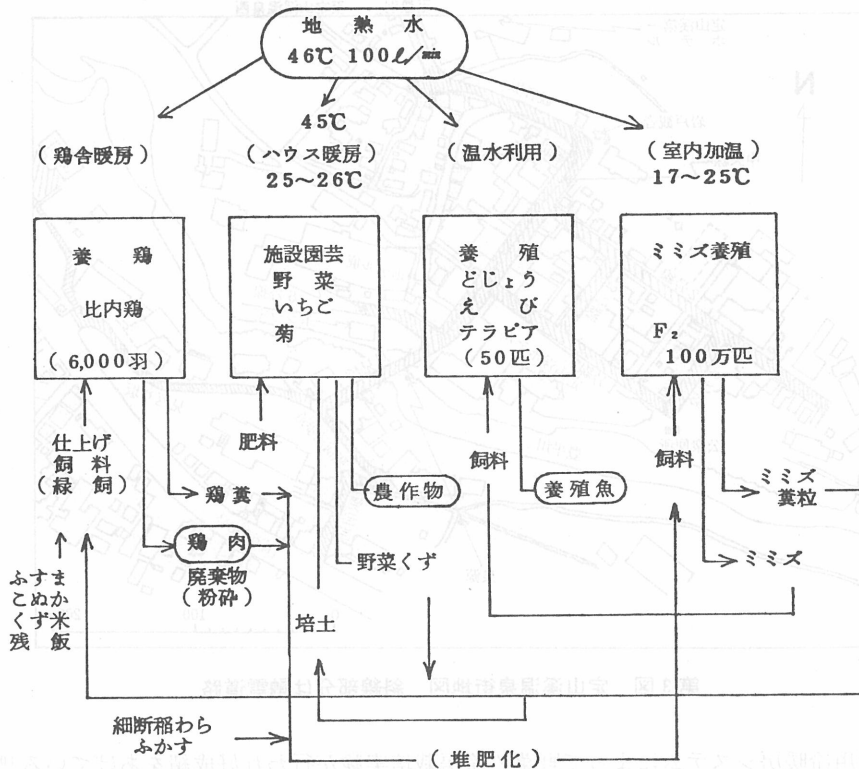 地熱水
46℃ 100ℓ/min
45℃
(鶏舎暖房)
(ハウス暖房)
25～26℃
(温水利用)
(室内加温)
17～25℃
養鶏
比内鶏
(6,000羽)
施設園芸
野菜
いちご
菊
養殖
どじょう
えび
テラピア
(50匹)
ミミズ養殖
F₂
100万匹
仕上げ
飼料
(緑飼)
肥料
飼料
飼料
鶏糞
農作物
養殖魚
ミミズ
糞粒
鶏肉
廃棄物
(粉砕)
野菜くず
ミミズ
ふすま
こぬか
くず米
残飯
培土
細断稲わら
ふかす
(堆肥化)